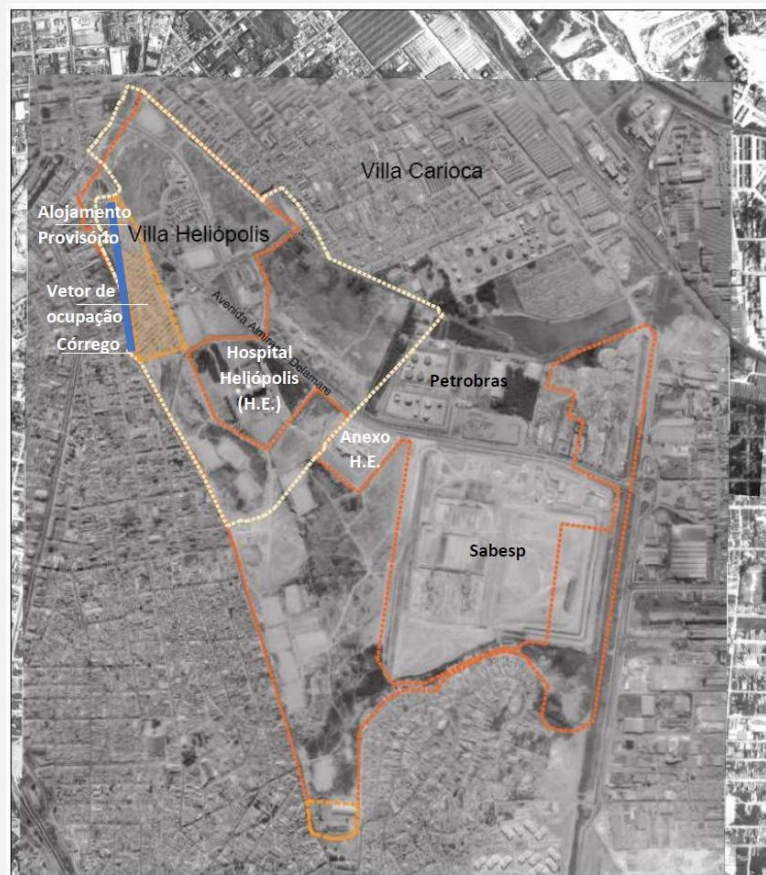 Villa Carioca
Alojamento
Provisório
Villa Heliópolis
Vetor de
ocupação
Córrego
Avenida Almirante Delamare
Hospital
Heliópolis
(H.E.)
Petrobras
Anexo
H.E.
Sabesp